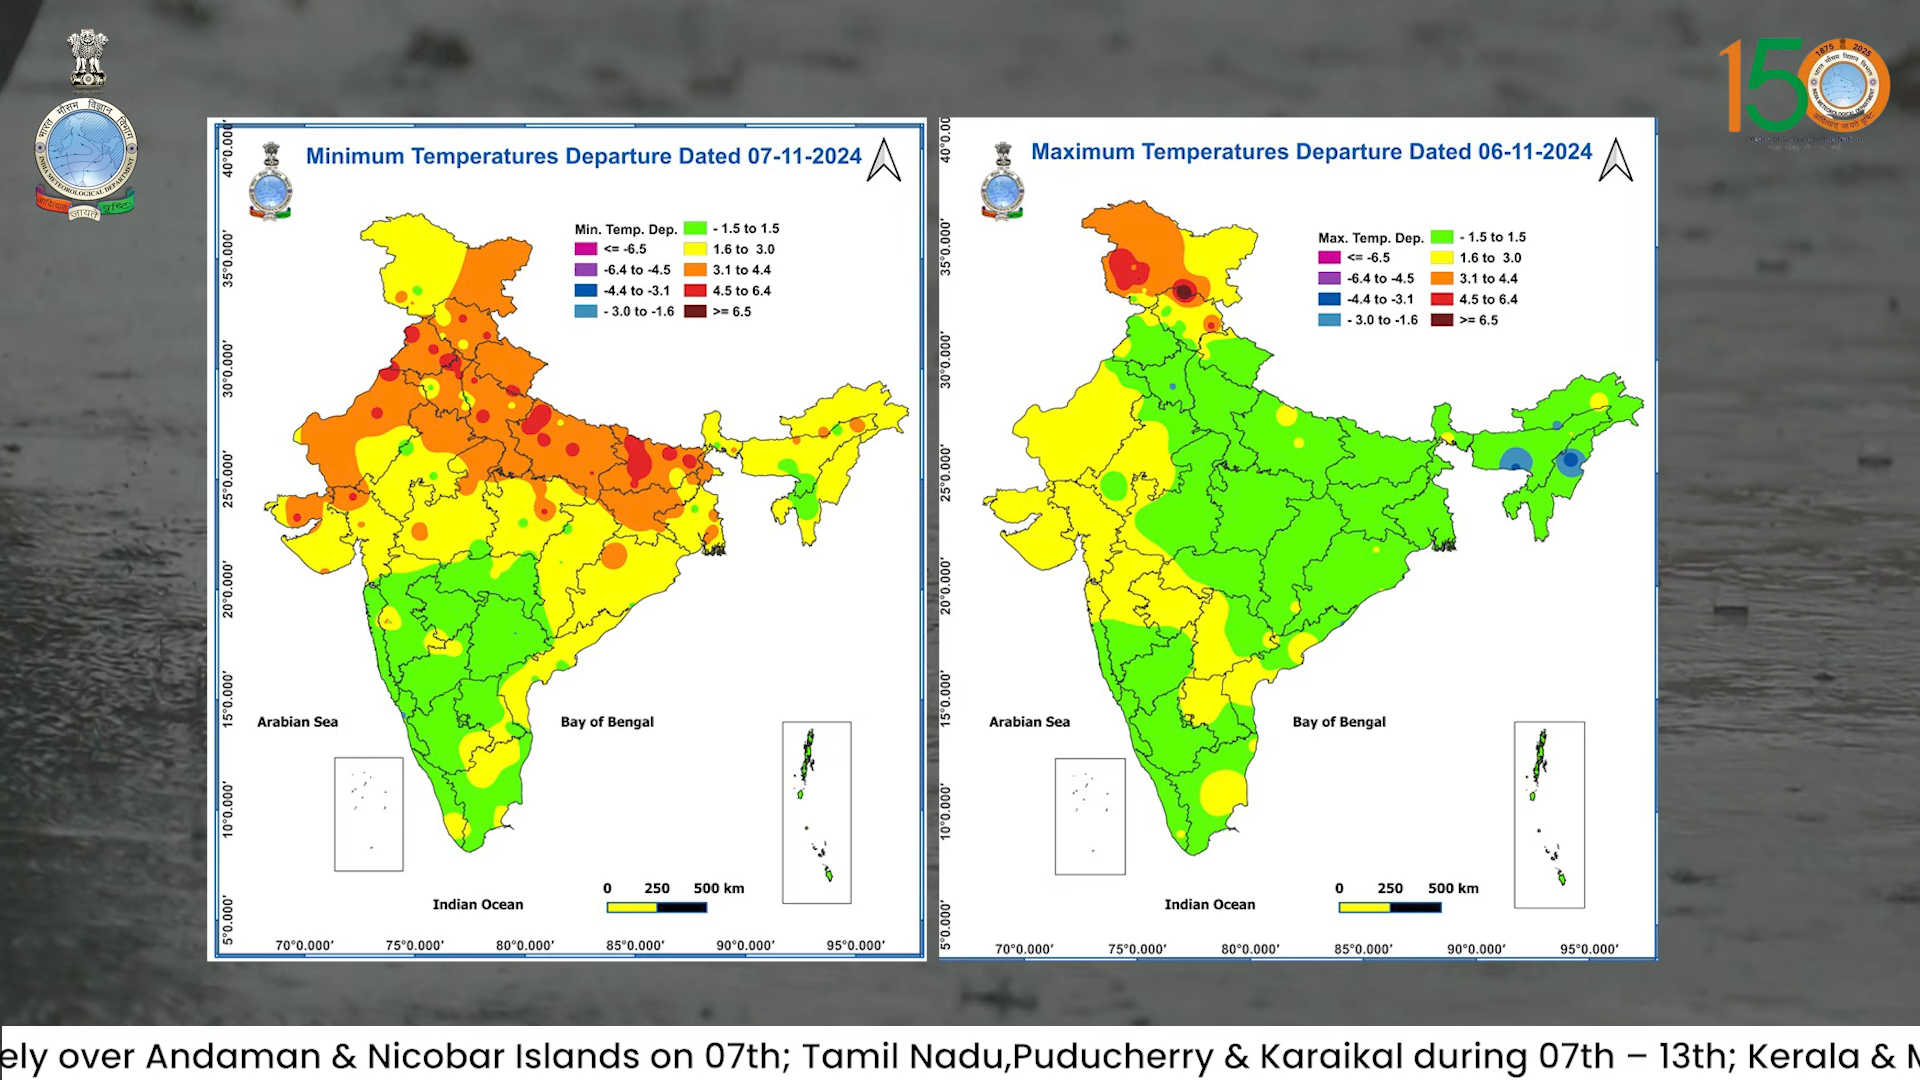 भारत मौसम विज्ञान विभाग
INDIA METEOROLOGICAL DEPARTMENT
आदित्यात् जायते वृष्टिः
150
1875 2025
Minimum Temperatures Departure Dated 07-11-2024
Min. Temp. Dep.
<= -6.5
-6.4 to -4.5
-4.4 to -3.1
- 3.0 to -1.6
- 1.5 to 1.5
1.6 to 3.0
3.1 to 4.4
4.5 to 6.4
>= 6.5
40°0.000'
35°0.000'
30°0.000'
25°0.000'
20°0.000'
15°0.000'
10°0.000'
5°0.000'
Arabian Sea
Bay of Bengal
Indian Ocean
0 250 500 km
70°0.000' 75°0.000' 80°0.000' 85°0.000' 90°0.000' 95°0.000'
Maximum Temperatures Departure Dated 06-11-2024
Max. Temp. Dep.
<= -6.5
-6.4 to -4.5
-4.4 to -3.1
- 3.0 to -1.6
- 1.5 to 1.5
1.6 to 3.0
3.1 to 4.4
4.5 to 6.4
>= 6.5
40°0.00
35°0.000'
30°0.000'
25°0.000'
20°0.000'
15°0.000'
10°0.000'
5°0.000'
Arabian Sea
Bay of Bengal
Indian Ocean
0 250 500 km
70°0.000' 75°0.000' 80°0.000' 85°0.000' 90°0.000' 95°0.000'
ely over Andaman & Nicobar Islands on 07th; Tamil Nadu,Puducherry & Karaikal during 07th – 13th; Kerala & M